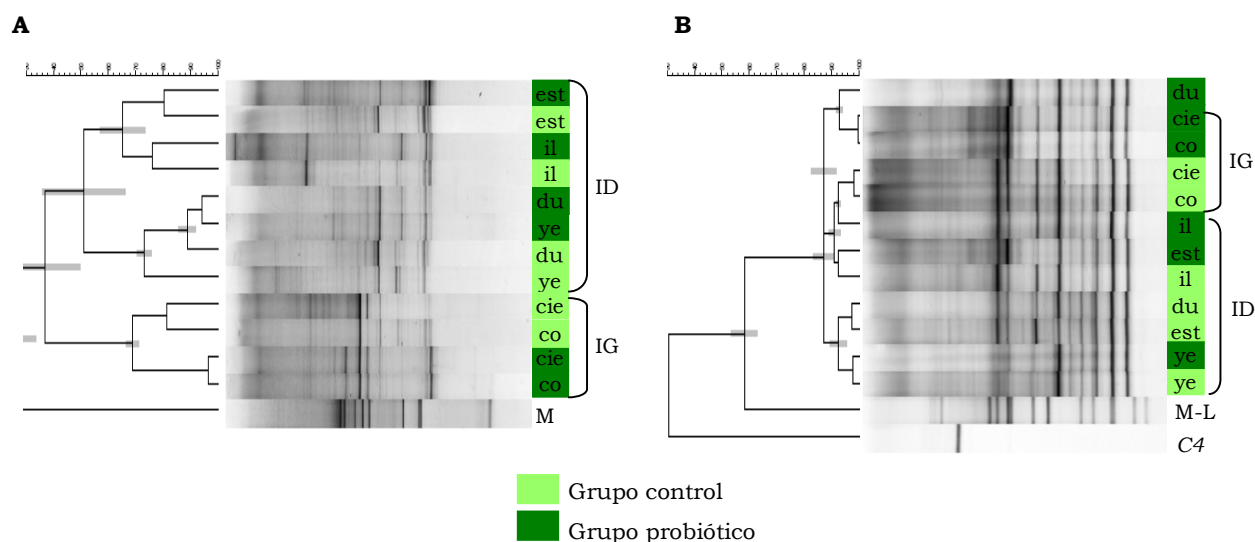 A
B
est
est
il
il
du
ye
du
ye
cie
co
cie
co
M
ID
IG
du
cie
co
cie
co
il
est
il
du
est
ye
ye
M-L
C4
IG
ID
Grupo control
Grupo probiótico